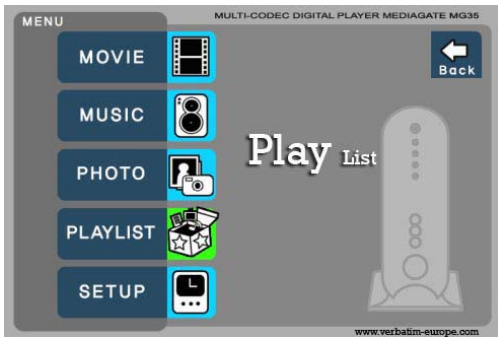 MENU
MULTI-CODEC DIGITAL PLAYER MEDIAGATE MG35
MOVIE
Back
MUSIC
Play List
PHOTO
PLAYLIST
SETUP
www.verbatim-europe.com